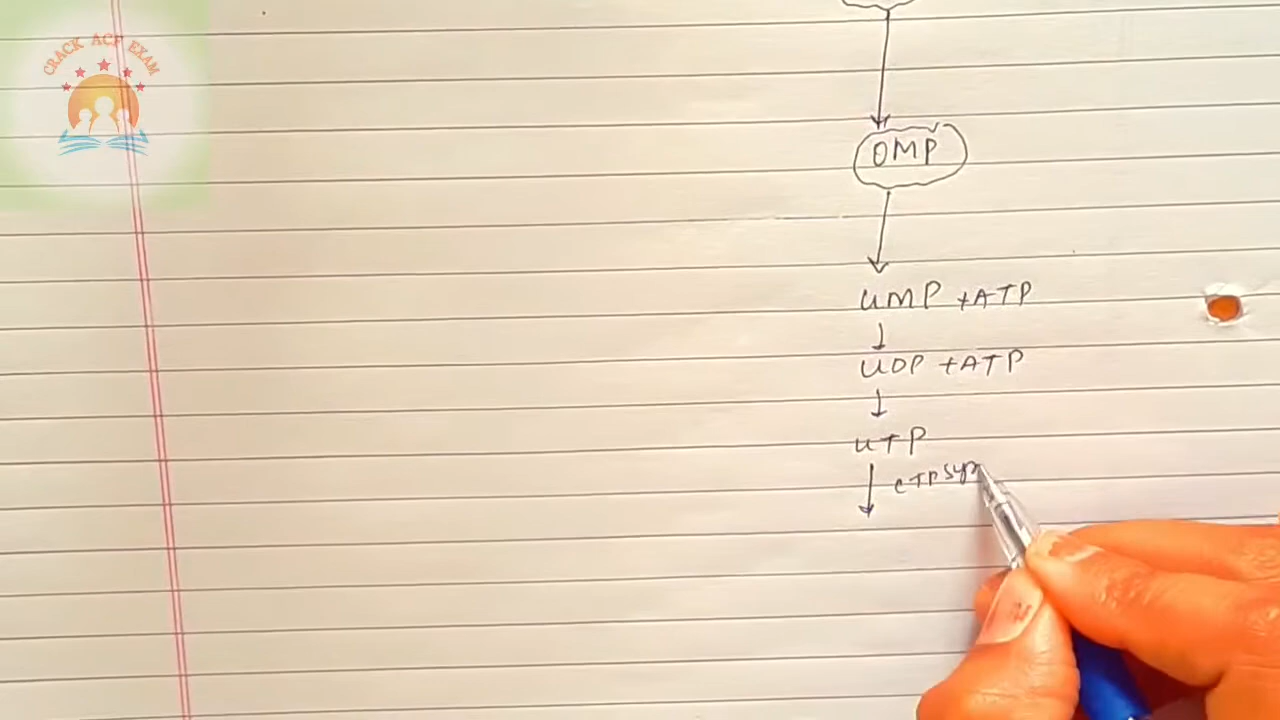 CRACK ACF EXAM
OMP
UMP +ATP
UDP +ATP
UTP
CTP syn